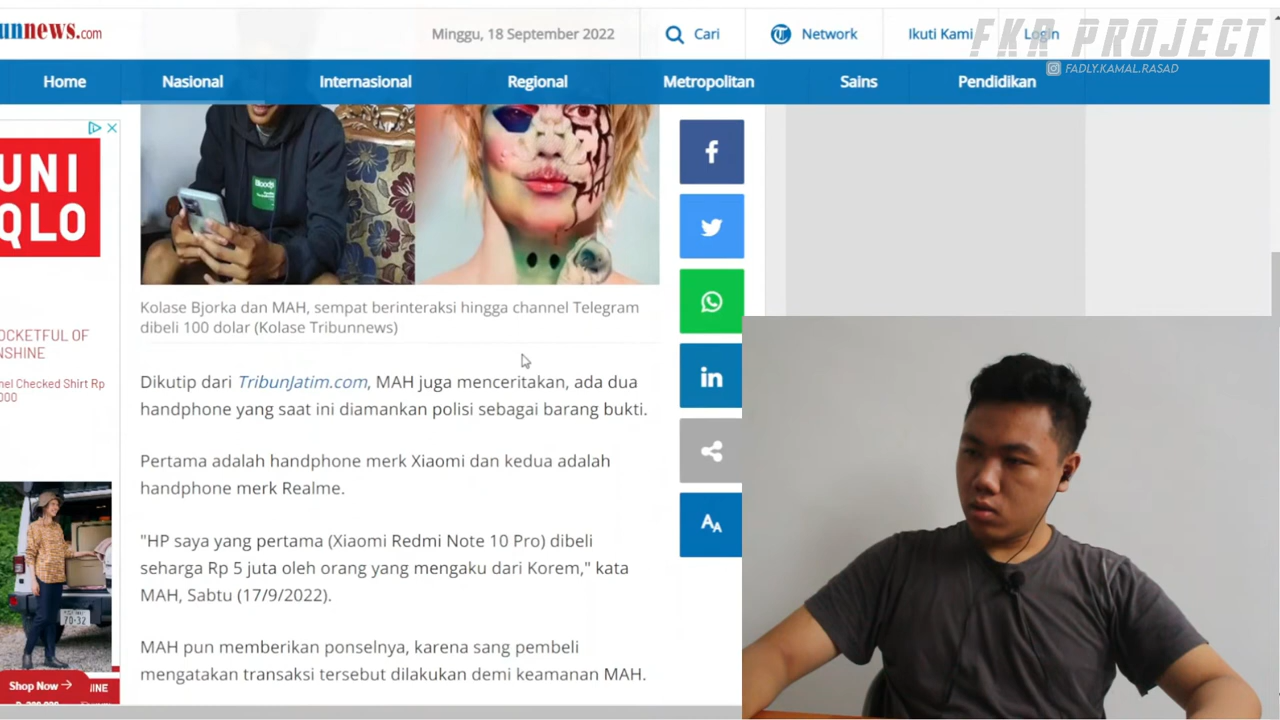 unnews.com
Minggu, 18 September 2022
Cari
Network
Ikuti Kami
Login
FKR PROJECT
FADLY.KAMAL.RASAD
Home
Nasional
Internasional
Regional
Metropolitan
Sains
Pendidikan
UNI
QLO
OCKETFUL OF
NSHINE
nel Checked Shirt Rp
000
70-32
Shop Now →
INE
Bloods
Kolase Bjorka dan MAH, sempat berinteraksi hingga channel Telegram
dibeli 100 dolar (Kolase Tribunnews)
Dikutip dari TribunJatim.com, MAH juga menceritakan, ada dua
handphone yang saat ini diamankan polisi sebagai barang bukti.
Pertama adalah handphone merk Xiaomi dan kedua adalah
handphone merk Realme.
"HP saya yang pertama (Xiaomi Redmi Note 10 Pro) dibeli
seharga Rp 5 juta oleh orang yang mengaku dari Korem," kata
MAH, Sabtu (17/9/2022).
MAH pun memberikan ponselnya, karena sang pembeli
mengatakan transaksi tersebut dilakukan demi keamanan MAH.